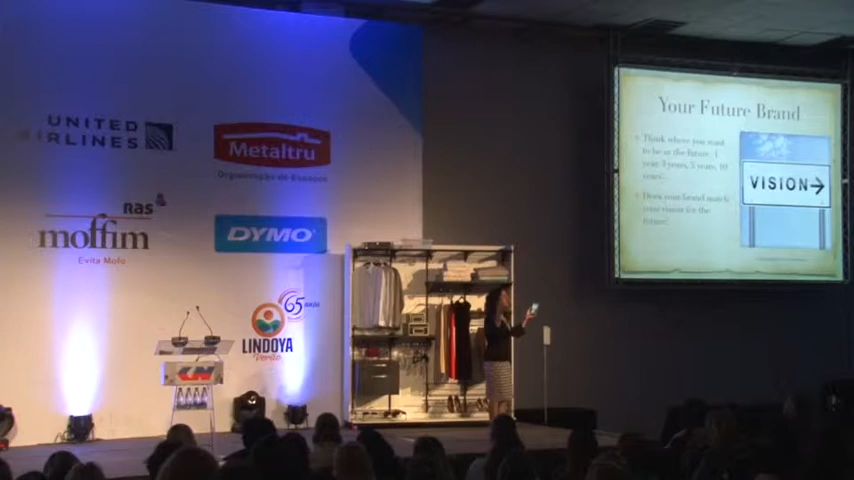 UNITED
AIRLINES
Metaltru
Organização de Espaços
RAS
moffim
Evita Mofo
DYMO
65 anos
LINDOYA
Verão
Your Future Brand
Think where you want
to be in the future. 1
year, 3 years, 5 years, 10
years.
Does your brand match
your vision for the
future?
VISION